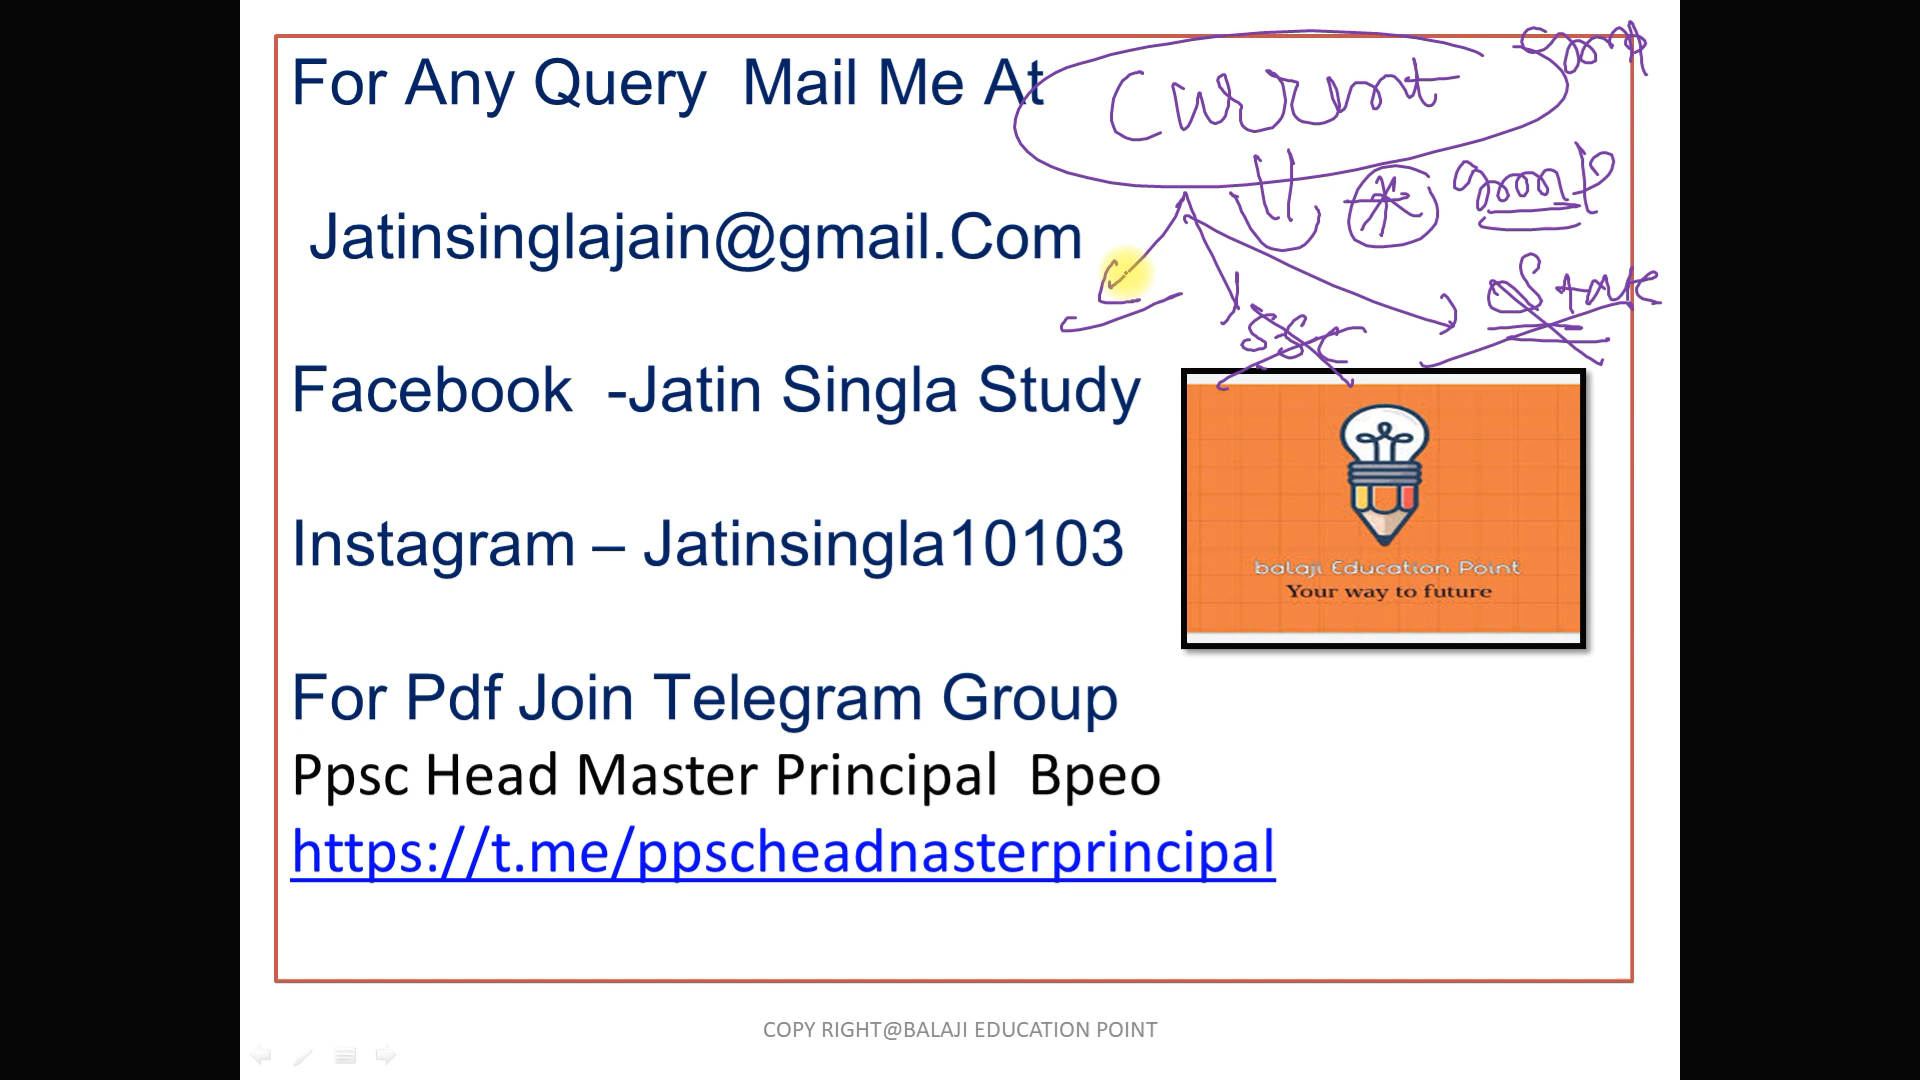 For Any Query Mail Me At
Current
group
Jatinsinglajain@gmail.Com
State
SSC
Facebook -Jatin Singla Study
Instagram – Jatinsingla10103
balaji Education Point
Your way to future
For Pdf Join Telegram Group
Ppsc Head Master Principal Bpeo
https://t.me/ppscheadnasterprincipal
COPY RIGHT@BALAJI EDUCATION POINT